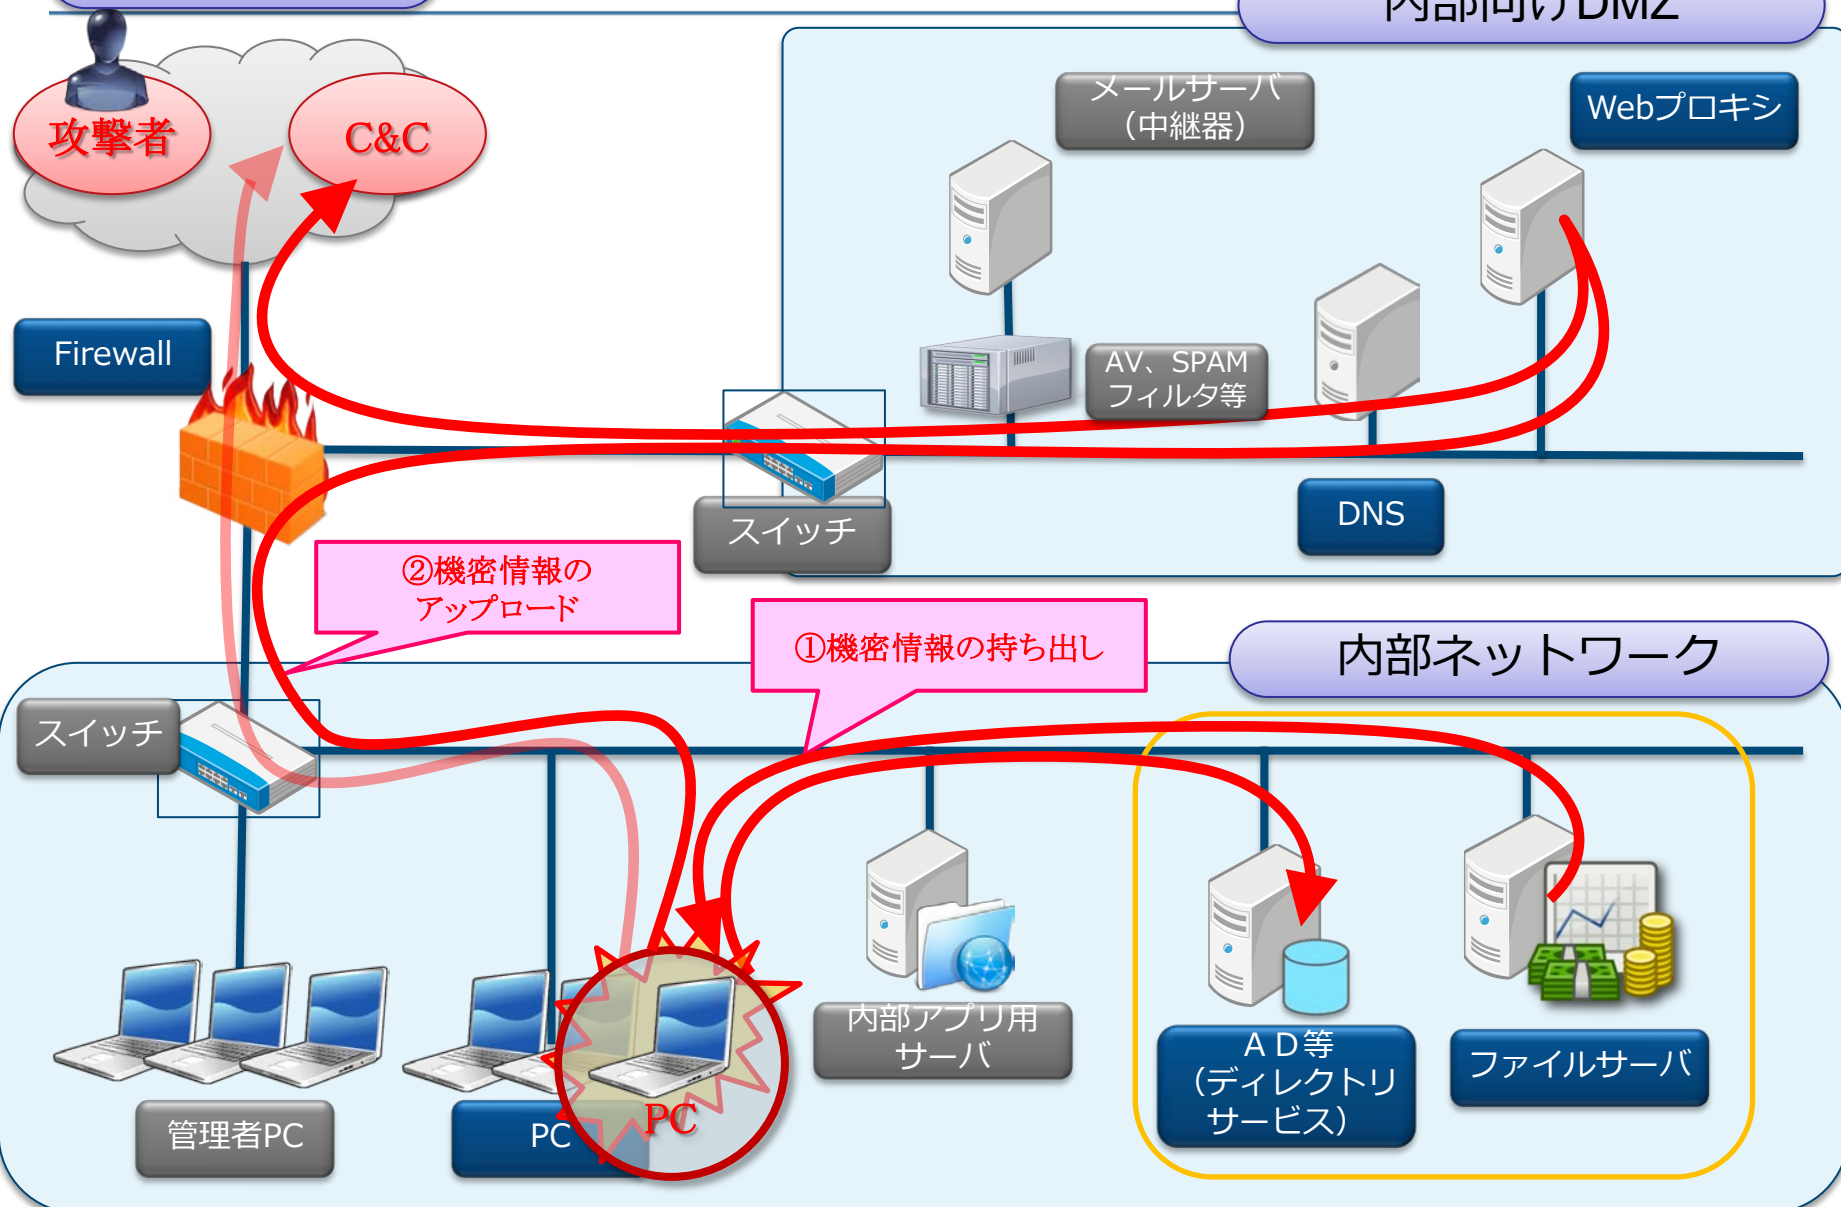 内部向けDMZ
攻撃者
C&C
メールサーバ
（中継器）
Webプロキシ
Firewall
AV、SPAM
フィルタ等
スイッチ
DNS
②機密情報の
アップロード
①機密情報の持ち出し
内部ネットワーク
スイッチ
内部アプリ用
サーバ
ＡＤ等
（ディレクトリ
サービス）
ファイルサーバ
管理者PC
PC
PC